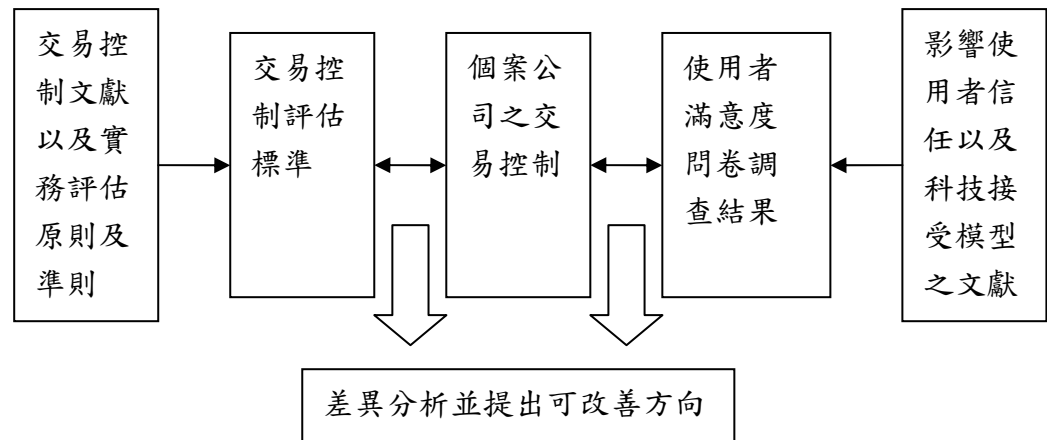 交易控
制文獻
以及實
務評估
原則及
準則
交易控
制評估
標準
個案公
司之交
易控制
使用者
滿意度
問卷調
查結果
影響使
用者信
任以及
科技接
受模型
之文獻
差異分析並提出可改善方向